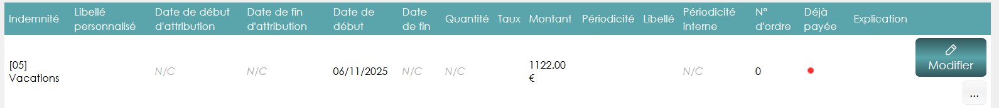 Indemnité
Libellé
personnalisé
Date de début
d'attribution
Date de fin
d'attribution
Date de
début
Date
de fin
Quantité
Taux
Montant
Périodicité
Libellé
Périodicité
interne
N°
d'ordre
Déjà
payée
Explication
[05]
Vacations
N/C
N/C
06/11/2025
N/C
N/C
1122.00
€
N/C
0
Modifier
...